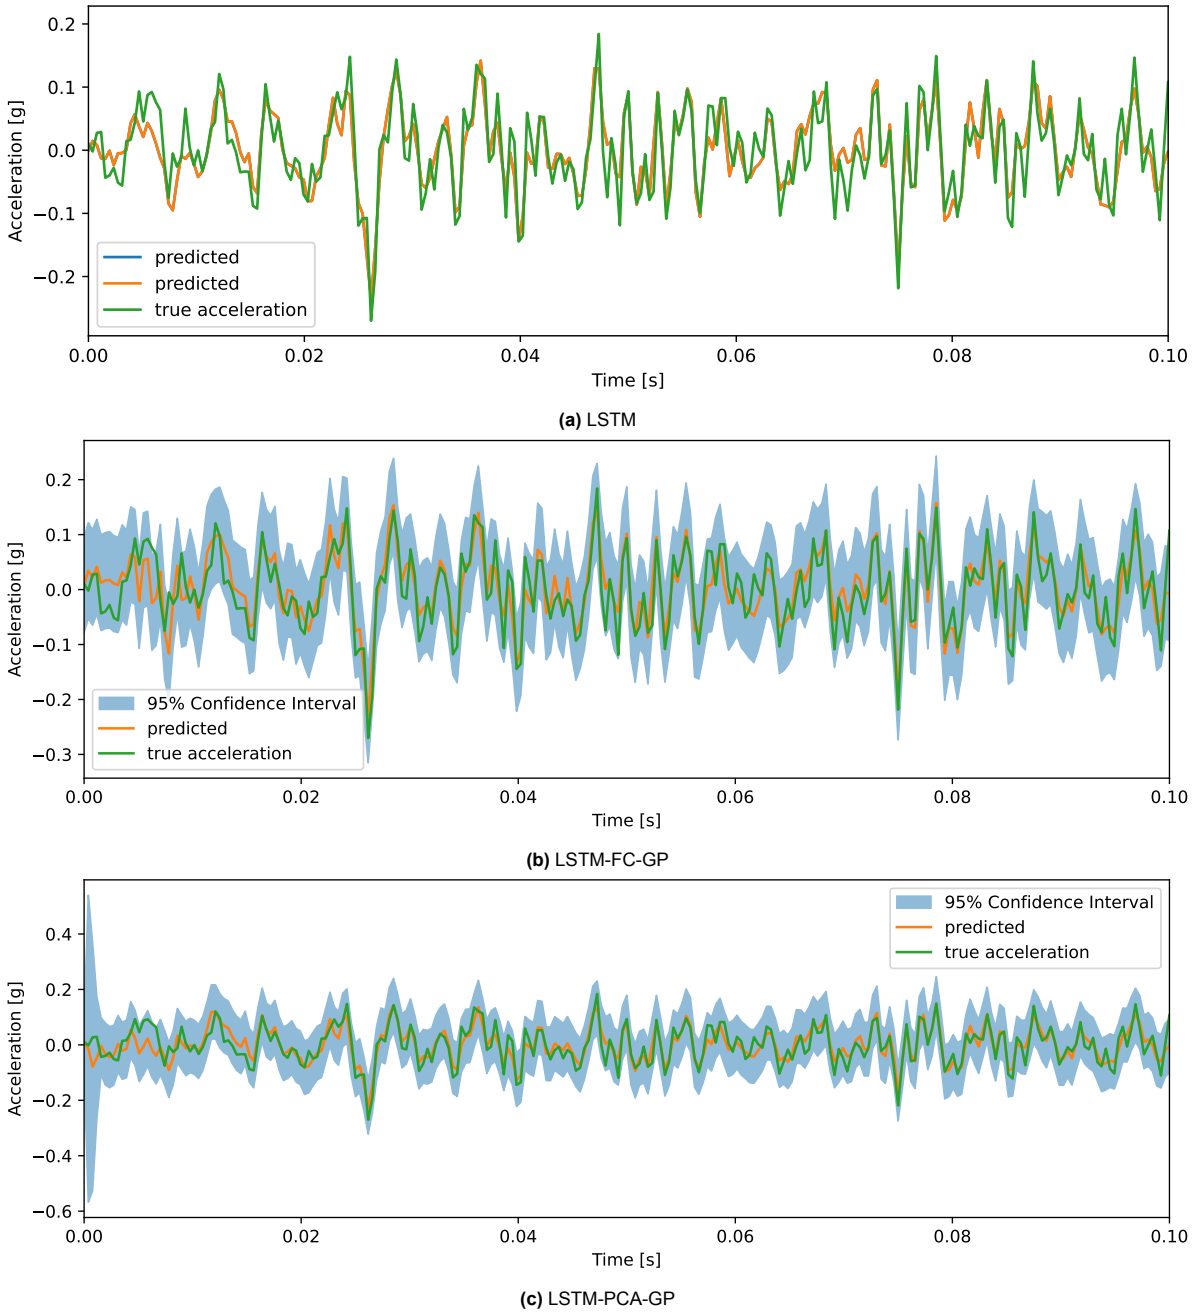 0.2
0.1
0.0
−0.1
−0.2
Acceleration [g]
predicted
predicted
true acceleration
0.00 0.02 0.04 0.06 0.08 0.10
Time [s]
(a) LSTM
0.2
0.1
0.0
−0.1
−0.2
−0.3
Acceleration [g]
95% Confidence Interval
predicted
true acceleration
0.00 0.02 0.04 0.06 0.08 0.10
Time [s]
(b) LSTM-FC-GP
0.4
0.2
0.0
−0.2
−0.4
−0.6
Acceleration [g]
95% Confidence Interval
predicted
true acceleration
0.00 0.02 0.04 0.06 0.08 0.10
Time [s]
(c) LSTM-PCA-GP